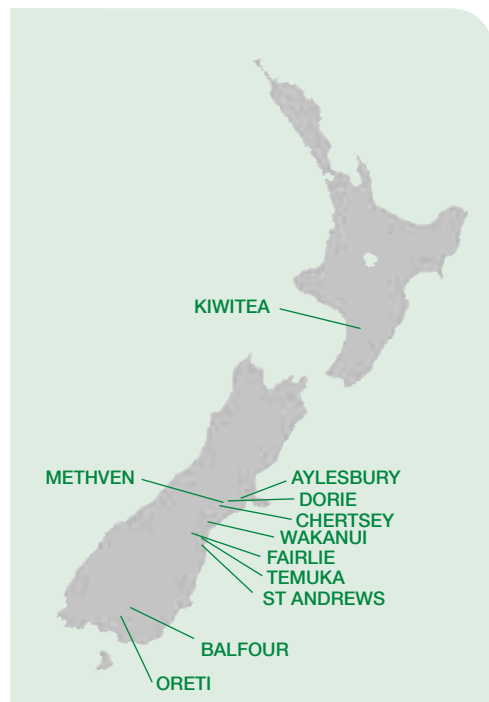 KIWITEA
METHVEN
AYLESBURY
DORIE
CHERTSEY
WAKANUI
FAIRLIE
TEMUKA
ST ANDREWS
BALFOUR
ORETI